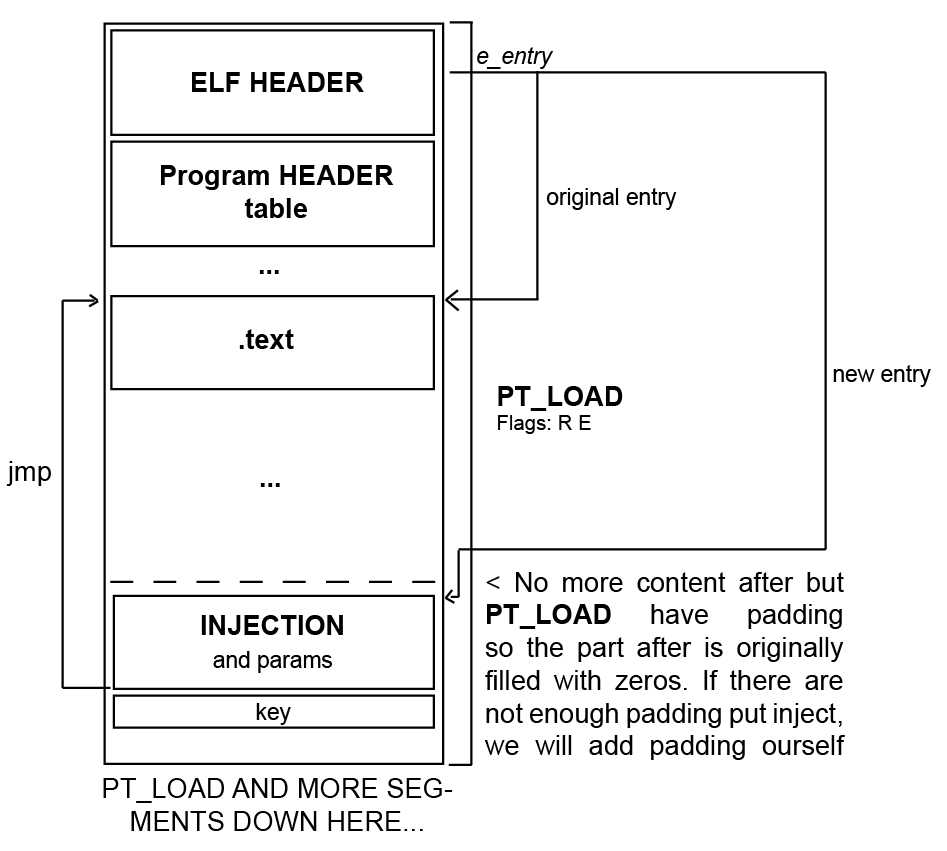 e_entry
ELF HEADER
Program HEADER
table
original entry
...
.text
new entry
PT_LOAD
Flags: R E
jmp
...
< No more content after but
PT_LOAD have padding
so the part after is originally
filled with zeros. If there are
not enough padding put inject,
we will add padding ourself
INJECTION
and params
key
PT_LOAD AND MORE SEG-
MENTS DOWN HERE...